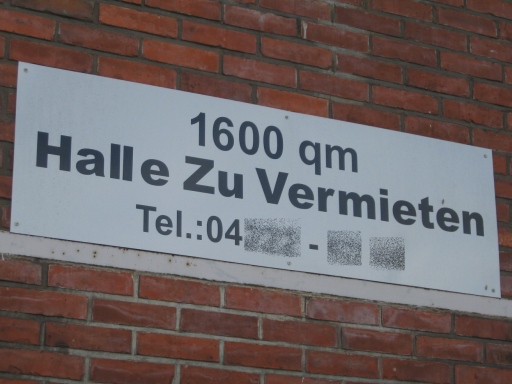 1600 qm
Halle Zu Vermieten
Tel.:04 -